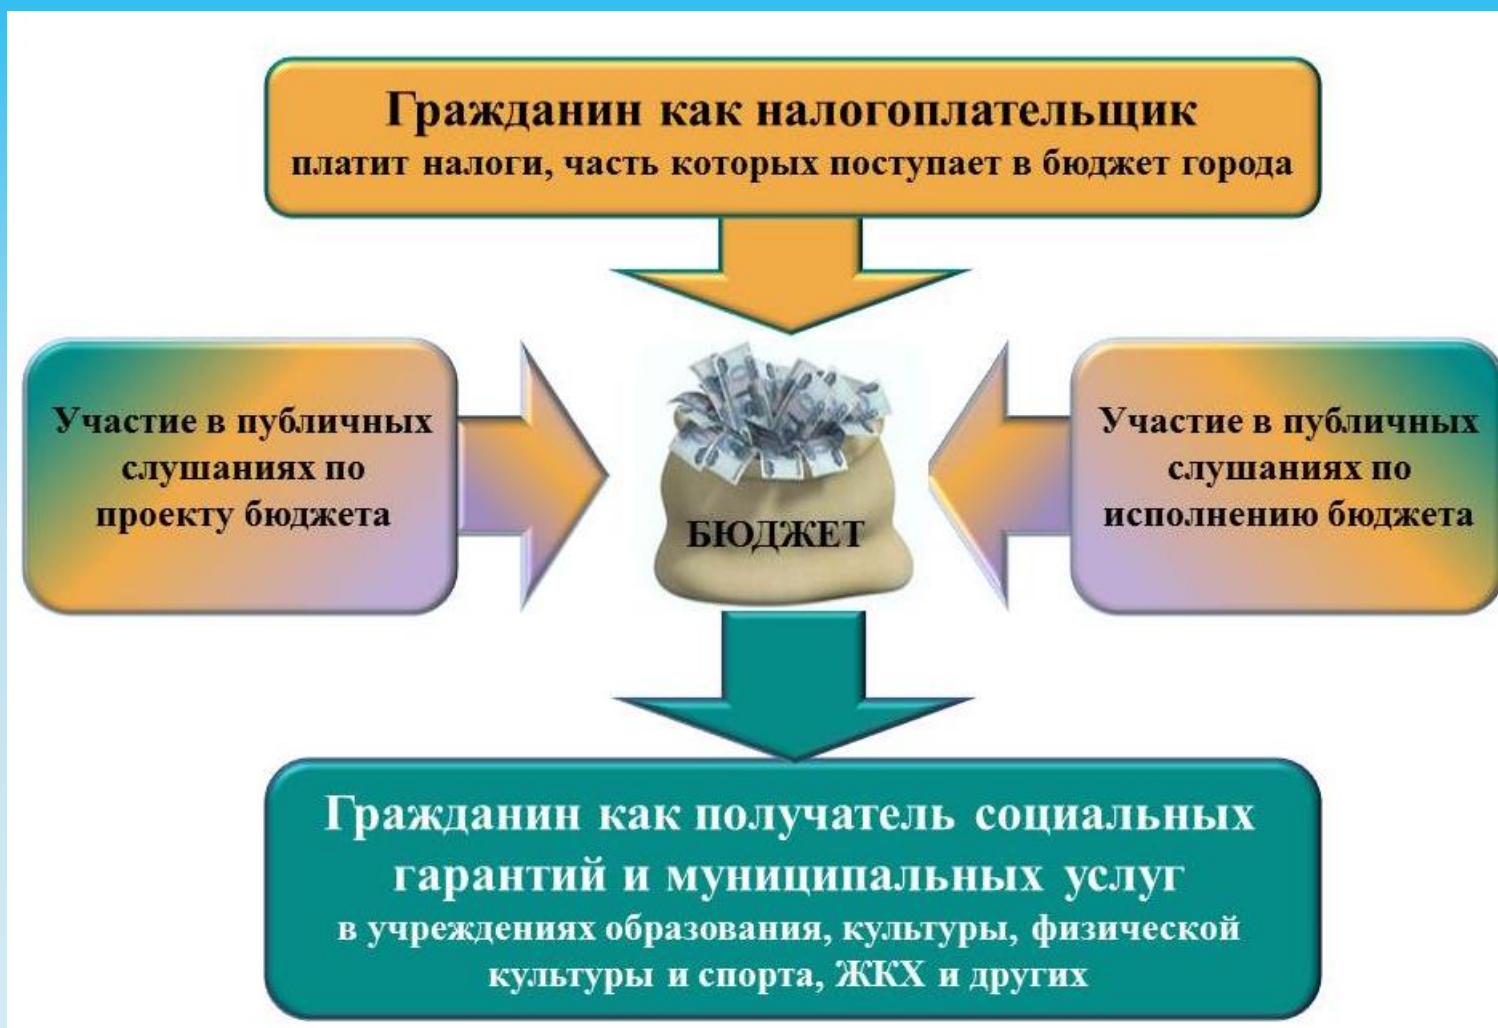 Гражданин как налогоплательщик
платит налоги, часть которых поступает в бюджет города
Участие в публичных
слушаниях по
проекту бюджета
БЮДЖЕТ
Участие в публичных
слушаниях по
исполнению бюджета
Гражданин как получатель социальных
гарантий и муниципальных услуг
в учреждениях образования, культуры, физической
культуры и спорта, ЖКХ и других